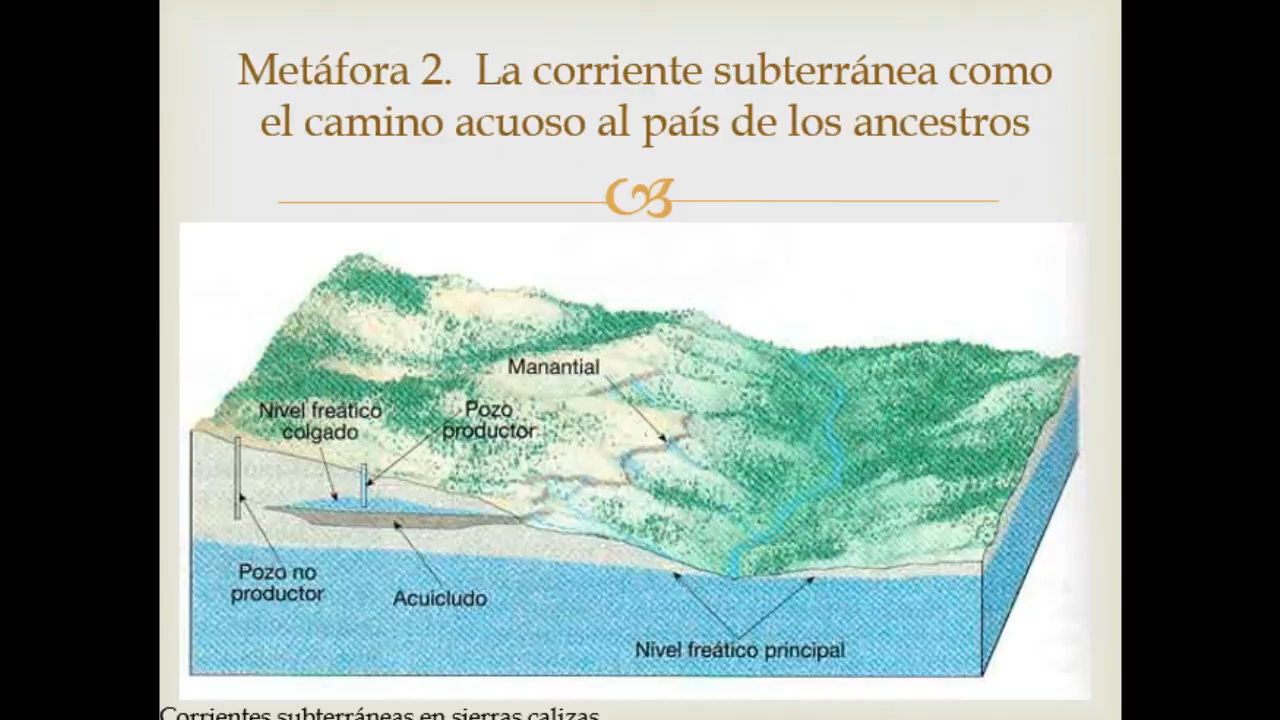 Metáfora 2. La corriente subterránea como
el camino acuoso al país de los ancestros
Manantial
Nivel freático
colgado
Pozo
productor
Pozo no
productor
Acuicludo
Nivel freático principal
Corrientes subterráneas en sierras calizas